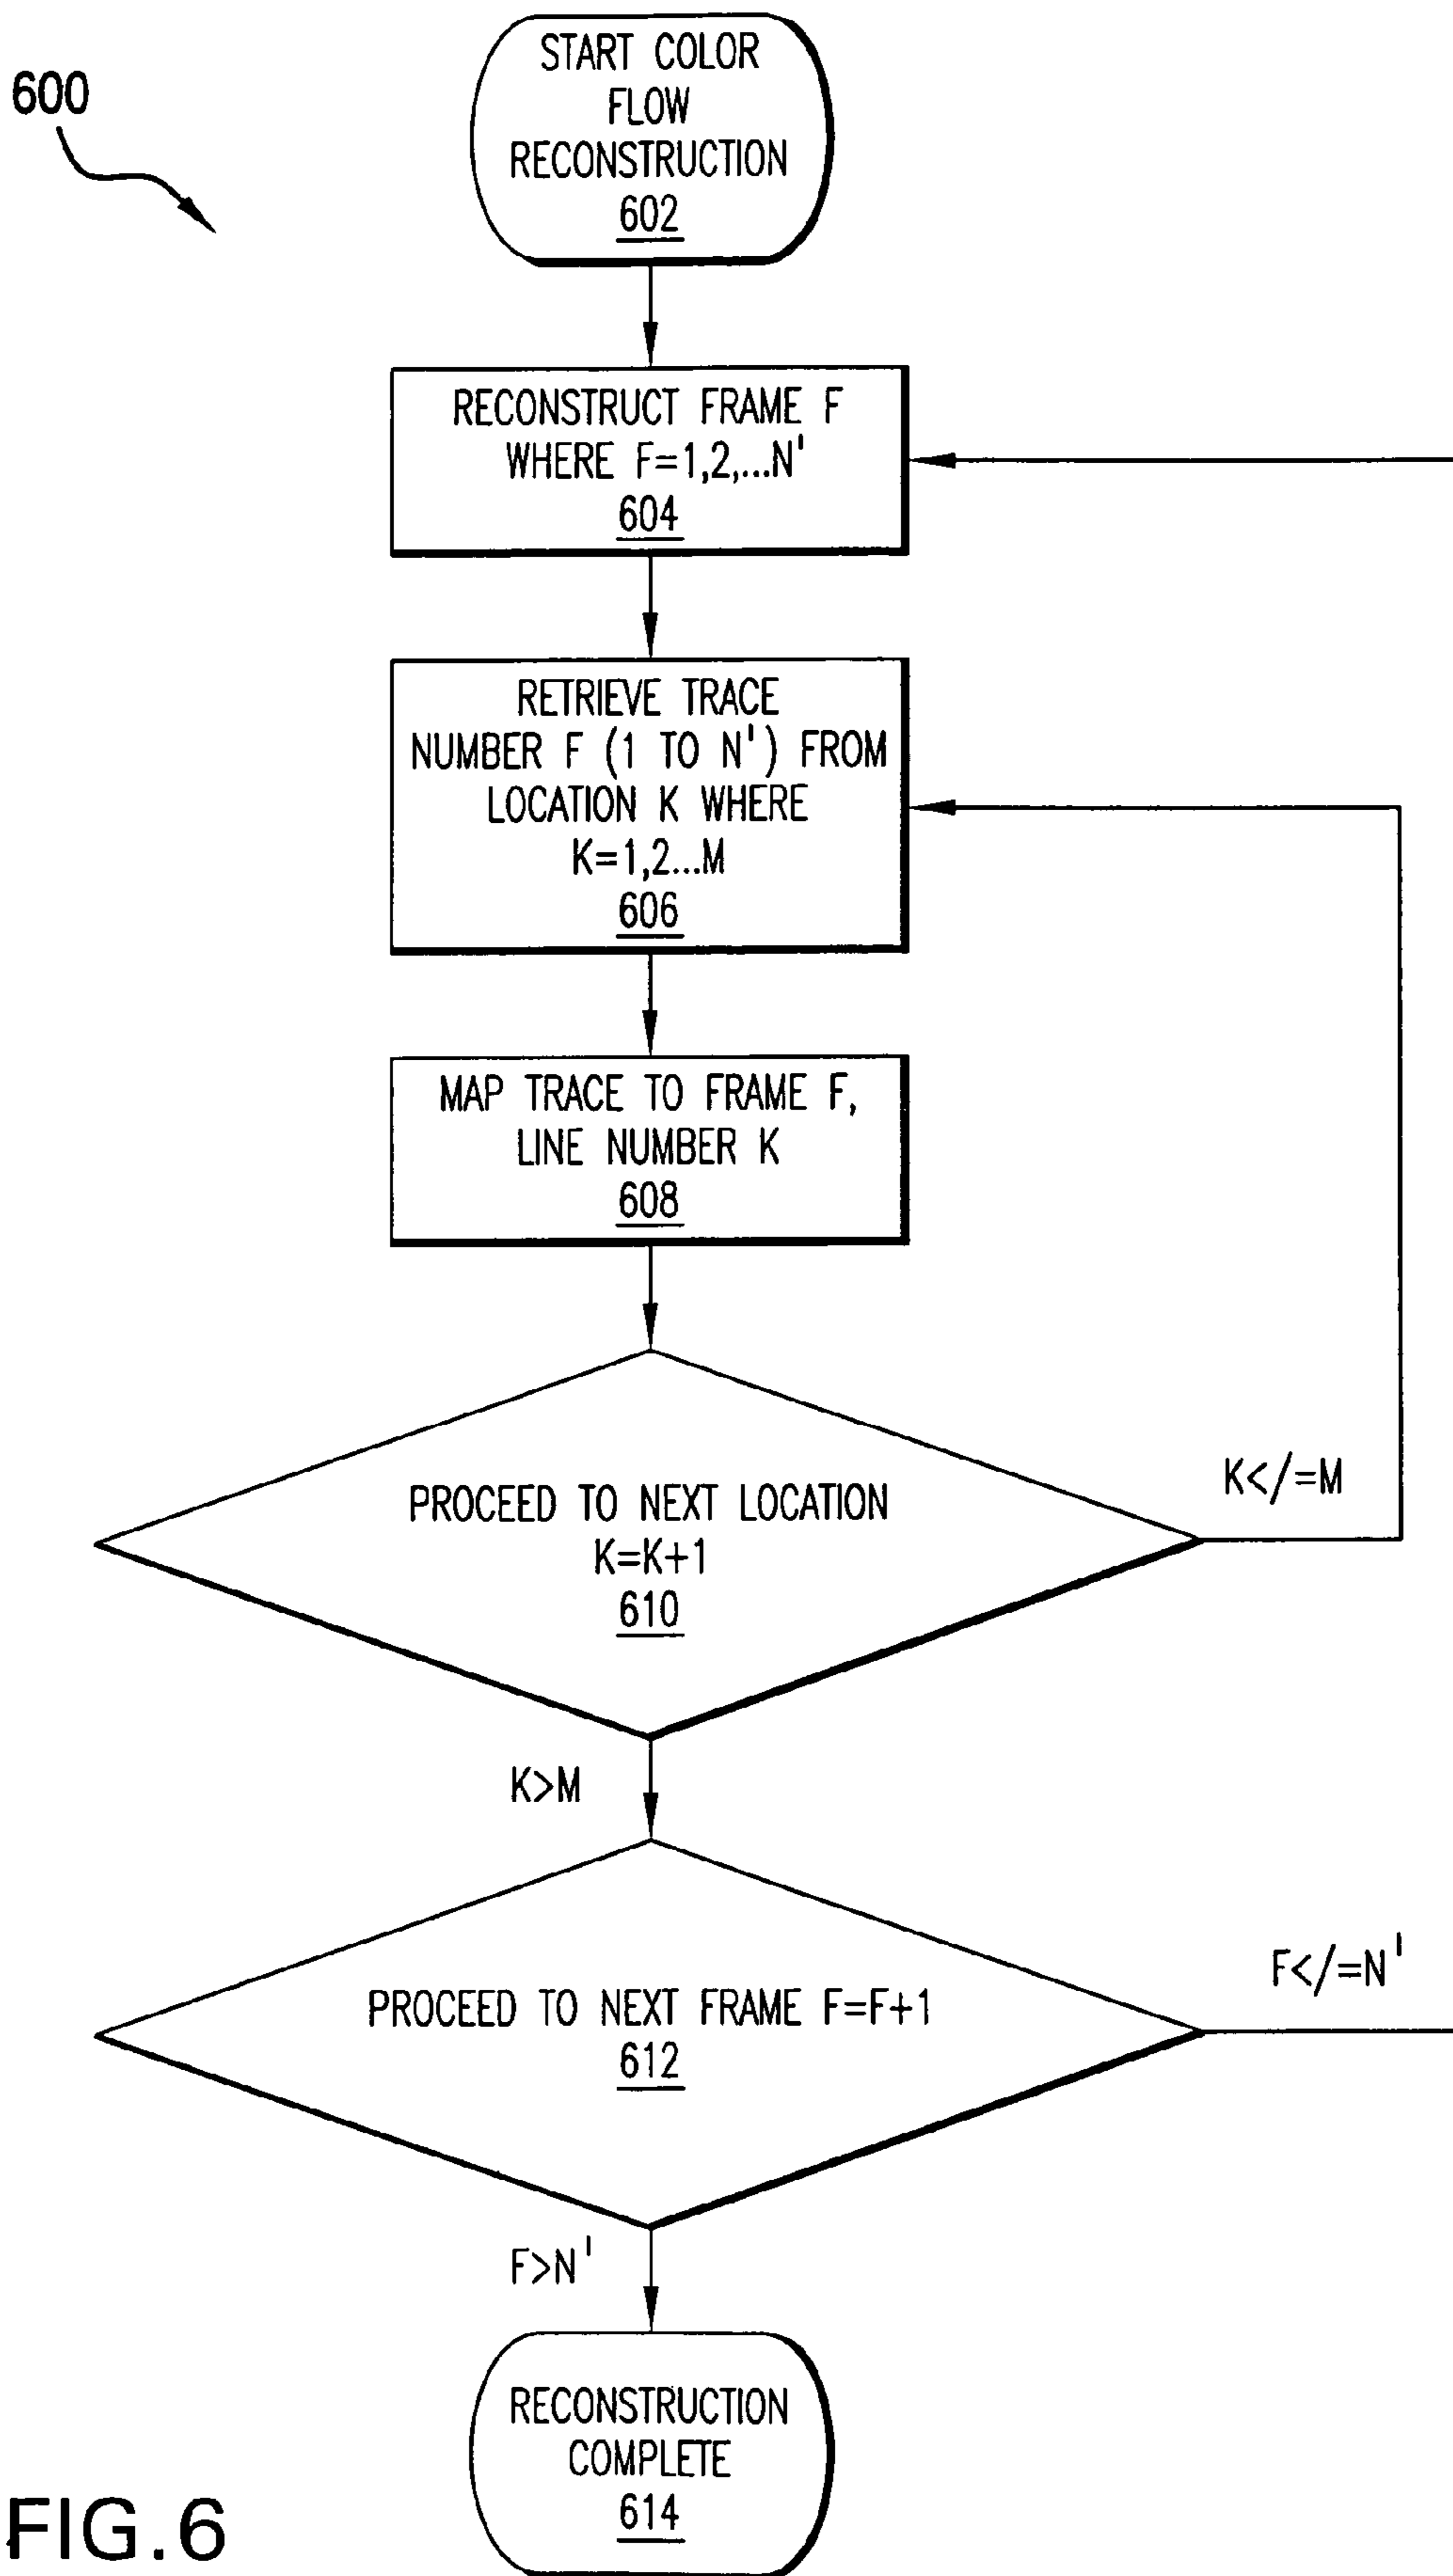 600
START COLOR
FLOW
RECONSTRUCTION
602
RECONSTRUCT FRAME F
WHERE F=1,2,...N'
604
RETRIEVE TRACE
NUMBER F (1 TO N') FROM
LOCATION K WHERE
K=1,2...M
606
MAP TRACE TO FRAME F,
LINE NUMBER K
608
K</=M
PROCEED TO NEXT LOCATION
K=K+1
610
K>M
F</=N'
PROCEED TO NEXT FRAME F=F+1
612
F>N'
RECONSTRUCTION
COMPLETE
614
FIG.6